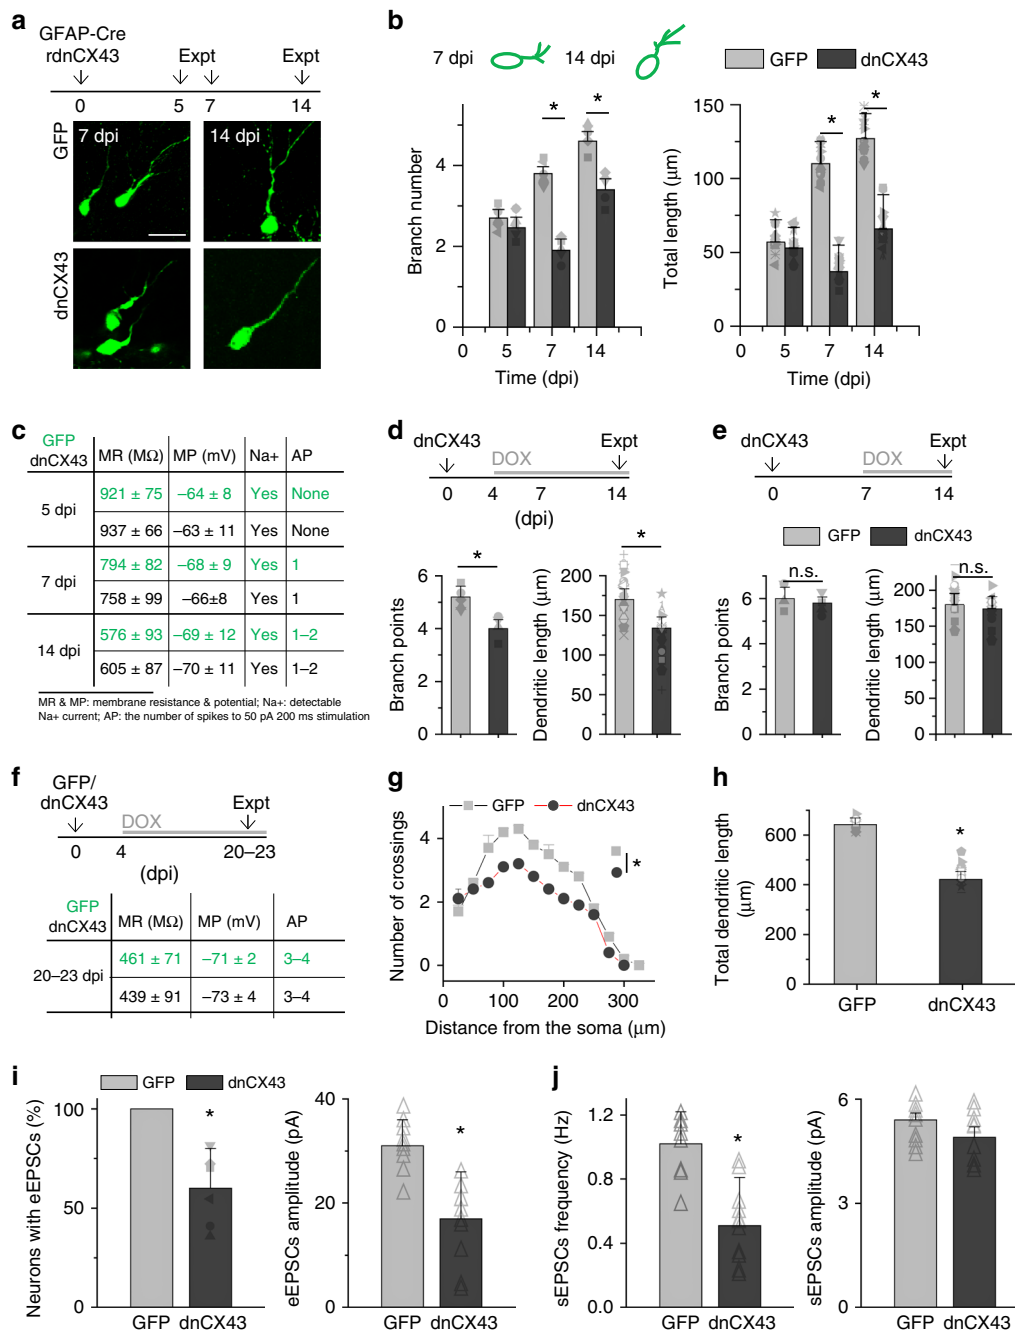 a
GFAP-Cre
rdnCX43
Expt
Expt
0
5
7
14
GFP
7 dpi
14 dpi
dnCX43
b
7 dpi
14 dpi
GFP
dnCX43
*
*
Branch number
4
2
0
0
5
7
14
Time (dpi)
*
*
Total length (µm)
150
100
50
0
0
5
7
14
Time (dpi)
c
GFP
dnCX43
MR (MΩ)
MP (mV)
Na+
AP
5 dpi
921 ± 75
−64 ± 8
Yes
None
937 ± 66
−63 ± 11
Yes
None
7 dpi
794 ± 82
−68 ± 9
Yes
1
758 ± 99
−66±8
Yes
1
14 dpi
576 ± 93
−69 ± 12
Yes
1–2
605 ± 87
−70 ± 11
Yes
1–2
MR & MP: membrane resistance & potential; Na+: detectable
Na+ current; AP: the number of spikes to 50 pA 200 ms stimulation
d
dnCX43
Expt
DOX
0
4
7
14
(dpi)
*
Branch points
6
4
2
0
*
Dendritic length (µm)
200
150
100
50
0
e
dnCX43
Expt
DOX
0
7
14
GFP
dnCX43
n.s.
Branch points
6
4
2
0
n.s.
Dendritic length (µm)
200
150
100
50
0
f
GFP/
dnCX43
Expt
DOX
0
4
20–23
(dpi)
GFP
dnCX43
MR (MΩ)
MP (mV)
AP
20–23 dpi
461 ± 71
−71 ± 2
3–4
439 ± 91
−73 ± 4
3–4
g
GFP
dnCX43
*
Number of crossings
4
2
0
0
100
200
300
Distance from the soma (µm)
h
*
Total dendritic length
(µm)
600
400
200
0
GFP
dnCX43
i
GFP
dnCX43
*
Neurons with eEPSCs (%)
100
50
0
GFP dnCX43
*
eEPSCs amplitude (pA)
40
20
0
GFP dnCX43
j
*
sEPSCs frequency (Hz)
1.2
0.8
0.4
0.0
GFP dnCX43
sEPSCs amplitude (pA)
6
3
0
GFP dnCX43